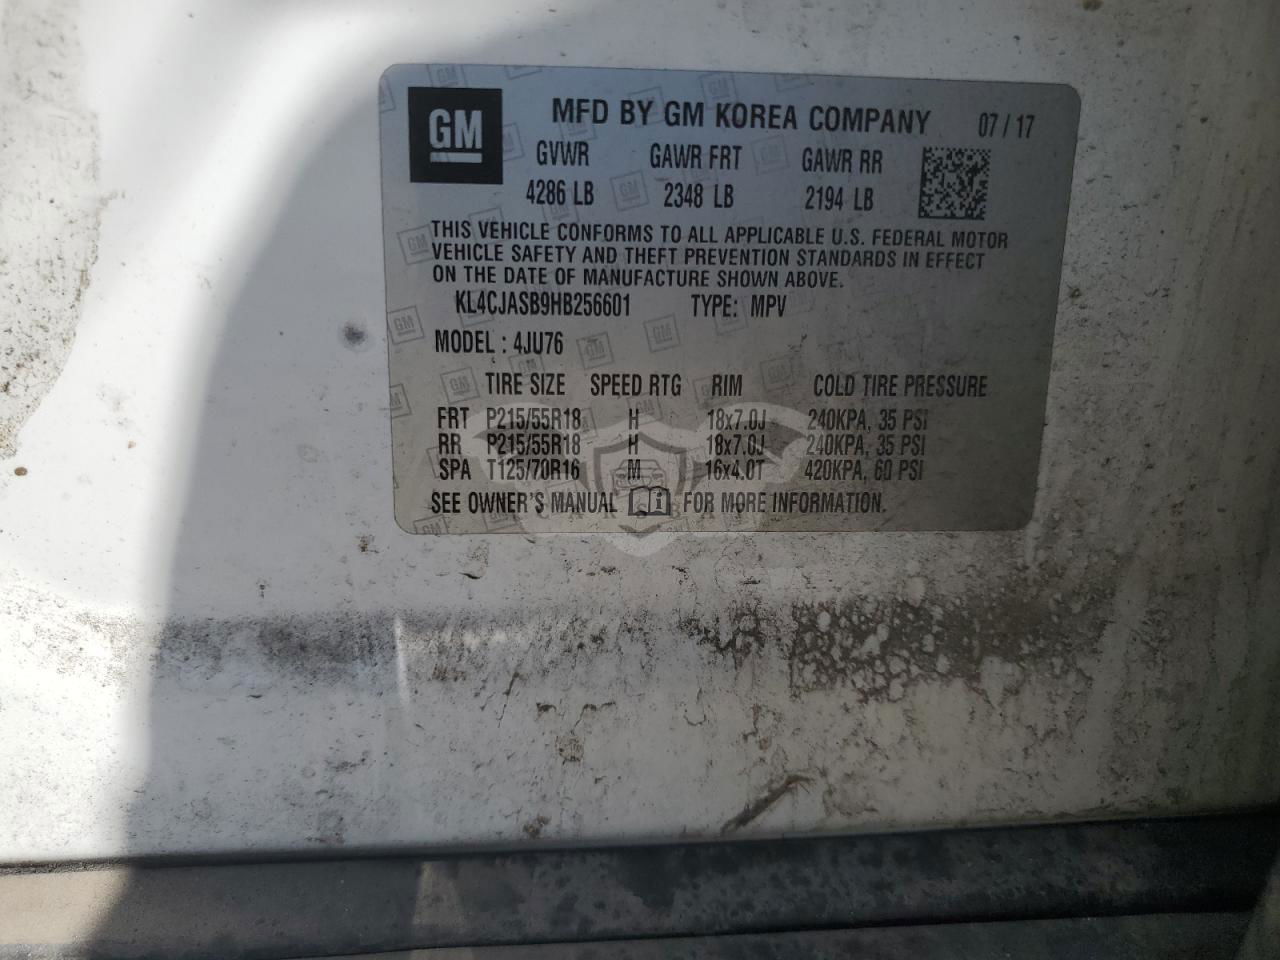 GM
MFD BY GM KOREA COMPANY 07 / 17
GVWR GAWR FRT GAWR RR
4286 LB 2348 LB 2194 LB
THIS VEHICLE CONFORMS TO ALL APPLICABLE U.S. FEDERAL MOTOR
VEHICLE SAFETY AND THEFT PREVENTION STANDARDS IN EFFECT
ON THE DATE OF MANUFACTURE SHOWN ABOVE.
KL4CJASB9HB256601 TYPE: MPV
MODEL : 4JU76
TIRE SIZE SPEED RTG RIM COLD TIRE PRESSURE
FRT P215/55R18 H 18x7.0J 240KPA, 35 PSI
RR P215/55R18 H 18x7.0J 240KPA, 35 PSI
SPA T125/70R16 M 16x4.0T 420KPA, 60 PSI
SEE OWNER'S MANUAL i FOR MORE INFORMATION.